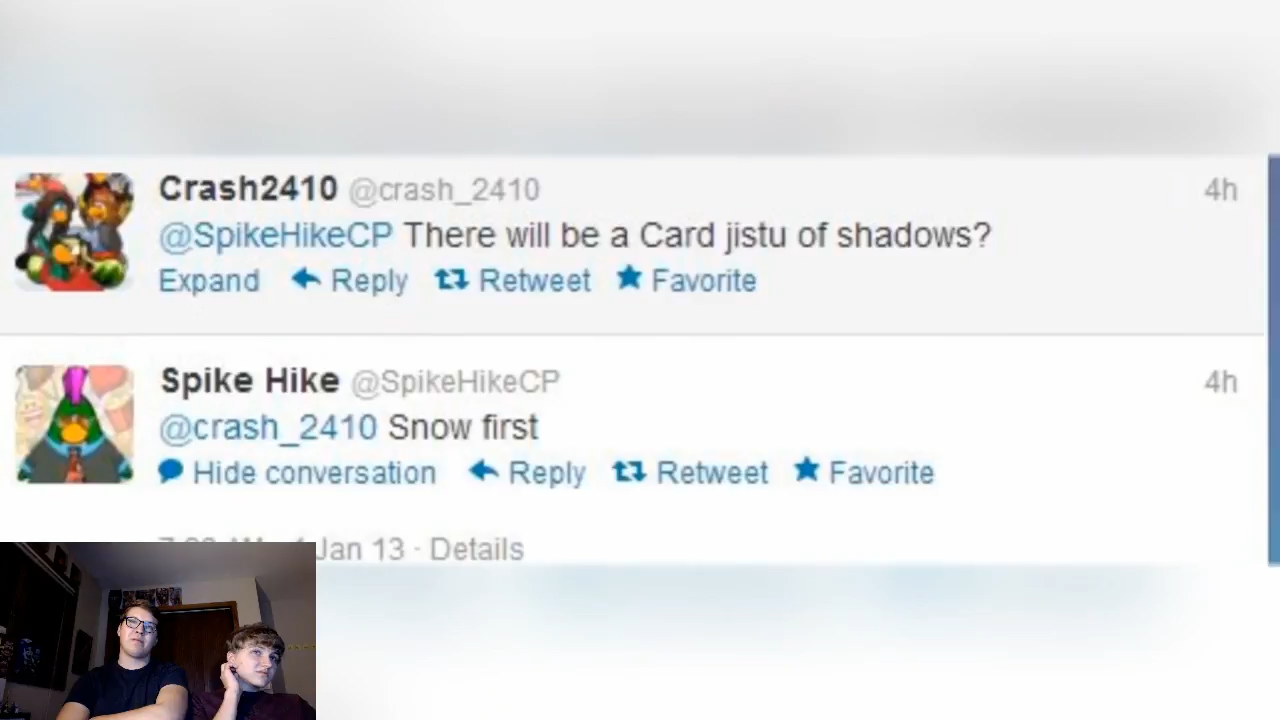 Crash2410 @crash_2410 4h
@SpikeHikeCP There will be a Card jistu of shadows?
Expand Reply Retweet Favorite
Spike Hike @SpikeHikeCP 4h
@crash_2410 Snow first
Hide conversation Reply Retweet Favorite
Jan 13 · Details